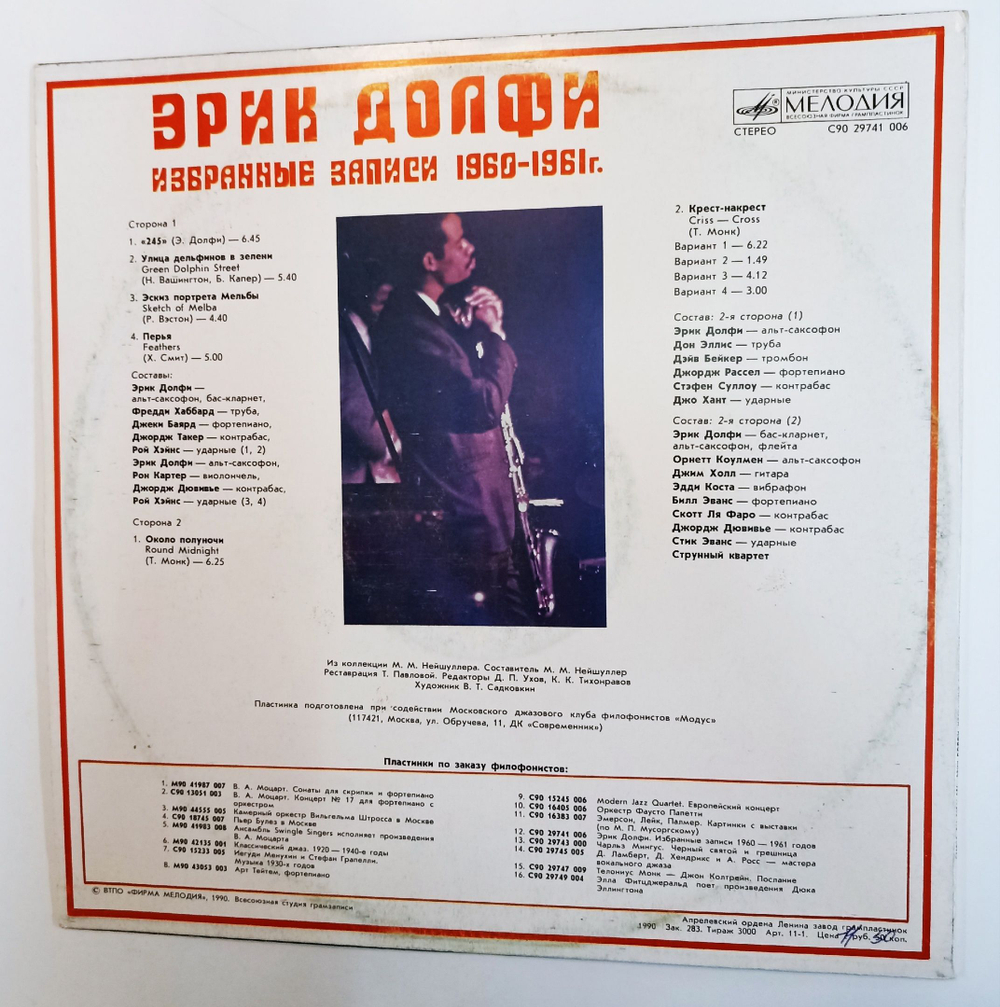 ЭРИК ДОЛФИ
ИЗБРАННЫЕ ЗАПИСИ 1960-1961г.
МИНИСТЕРСТВО КУЛЬТУРЫ СССР
МЕЛОДИЯ
ВСЕСОЮЗНАЯ ФИРМА ГРАМПЛАСТИНОК
СТЕРЕО С90 29741 006
Сторона 1
1. «245» (Э. Долфи) — 6.45
2. Улица дельфинов в зелени
Green Dolphin Street
(Н. Вашингтон, Б. Капер) — 5.40
3. Эскиз портрета Мельбы
Sketch of Melba
(Р. Вэстон) — 4.40
4. Перья
Feathers
(Х. Смит) — 5.00
Составы:
Эрик Долфи —
альт-саксофон, бас-кларнет,
Фредди Хаббард — труба,
Джеки Баярд — фортепиано,
Джордж Такер — контрабас,
Рой Хэйнс — ударные (1, 2)
Эрик Долфи — альт-саксофон,
Рон Картер — виолончель,
Джордж Дювивье — контрабас,
Рой Хэйнс — ударные (3, 4)
Сторона 2
1. Около полуночи
Round Midnight
(Т. Монк) — 6.25
2. Крест-накрест
Criss — Cross
(Т. Монк)
Вариант 1 — 6.22
Вариант 2 — 1.49
Вариант 3 — 4.12
Вариант 4 — 3.00
Состав: 2-я сторона (1)
Эрик Долфи — альт-саксофон
Дон Эллис — труба
Дэйв Бейкер — тромбон
Джордж Рассел — фортепиано
Стэфен Суллоу — контрабас
Джо Хант — ударные
Состав: 2-я сторона (2)
Эрик Долфи — бас-кларнет,
альт-саксофон, флейта
Орнетт Коулмен — альт-саксофон
Джим Холл — гитара
Эдди Коста — вибрафон
Билл Эванс — фортепиано
Скотт Ля Фаро — контрабас
Джордж Дювивье — контрабас
Стик Эванс — ударные
Струнный квартет
Из коллекции М. М. Нейшуллера. Составитель М. М. Нейшуллер
Реставрация Т. Павловой. Редакторы Д. П. Ухов, К. К. Тихонравов
Художник В. Т. Садковкин
Пластинка подготовлена при содействии Московского джазового клуба филофонистов «Модус»
(117421, Москва, ул. Обручева, 11, ДК «Современник»)
Пластинки по заказу филофонистов:
1. М90 41987 007 В. А. Моцарт. Сонаты для скрипки и фортепиано
2. С90 13051 003 В. А. Моцарт. Концерт № 17 для фортепиано с
оркестром
3. М90 44555 005 Камерный оркестр Вильгельма Штросса в Москве
4. С90 18745 007 Пьер Булез в Москве
5. М90 41983 008 Ансамбль Swingle Singers исполняет произведения
В. А. Моцарта
6. М90 42135 001 Классический джаз. 1920—1940-е годы
7. С90 15233 005 Иегуди Менухин и Стефан Грапелли.
Музыка 1930-х годов
8. М90 43053 003 Арт Тейтем, фортепиано
9. С90 15245 006 Modern Jazz Quartet. Европейский концерт
10. С90 16405 006 Оркестр Фаусто Папетти
11. С90 16383 007 Эмерсон, Лейк, Палмер. Картинки с выставки
(по М. П. Мусоргскому)
12. С90 29741 006 Эрик Долфи. Избранные записи 1960—1961 годов
13. С90 29743 000 Чарльз Мингус. Черный святой и грешница
14. С90 29745 005 Д. Ламберт, Д. Хендрикс и А. Росс — мастера
вокального джаза
15. С90 29747 009 Телониус Монк — Джон Колтрейн. Послание
16. С90 29749 004 Элла Фитцджеральд поет произведения Дюка
Эллингтона
© ВТПО «ФИРМА МЕЛОДИЯ», 1990. Всесоюзная студия грамзаписи
Апрелевский ордена Ленина завод грампластинок
1990 Зак. 283. Тираж 3000 Арт. 11-1. Цена руб. коп.